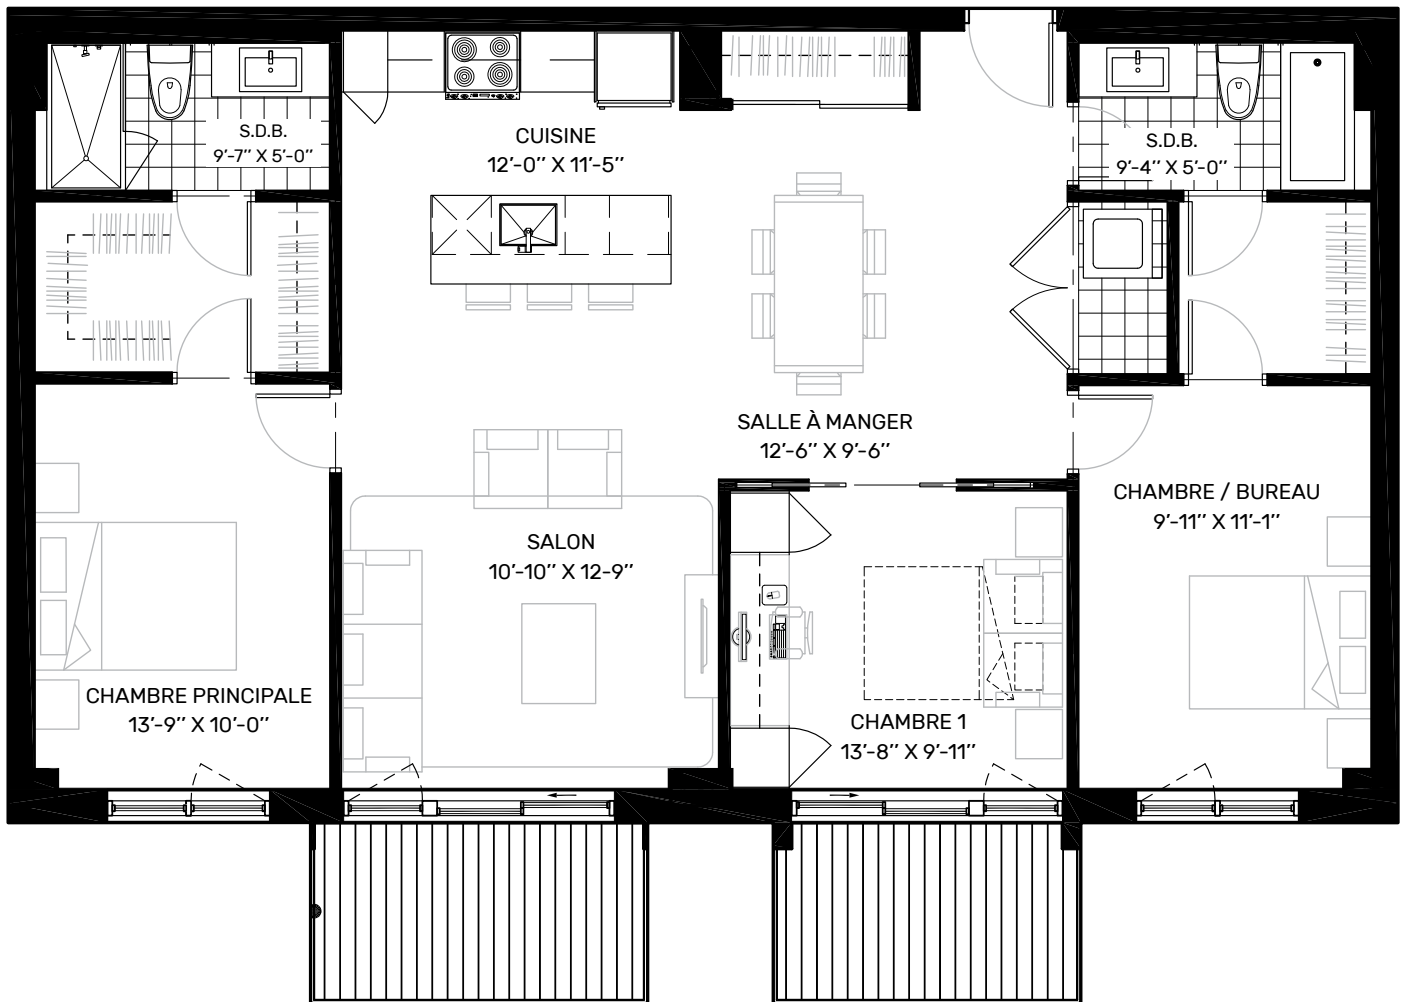 S.D.B.
9'-7" X 5'-0"
CUISINE
12'-0" X 11'-5"
S.D.B.
9'-4" X 5'-0"
SALLE À MANGER
12'-6" X 9'-6"
CHAMBRE / BUREAU
9'-11" X 11'-1"
SALON
10'-10" X 12-9"
CHAMBRE PRINCIPALE
13'-9" X 10'-0"
CHAMBRE 1
13'-8" X 9'-11"